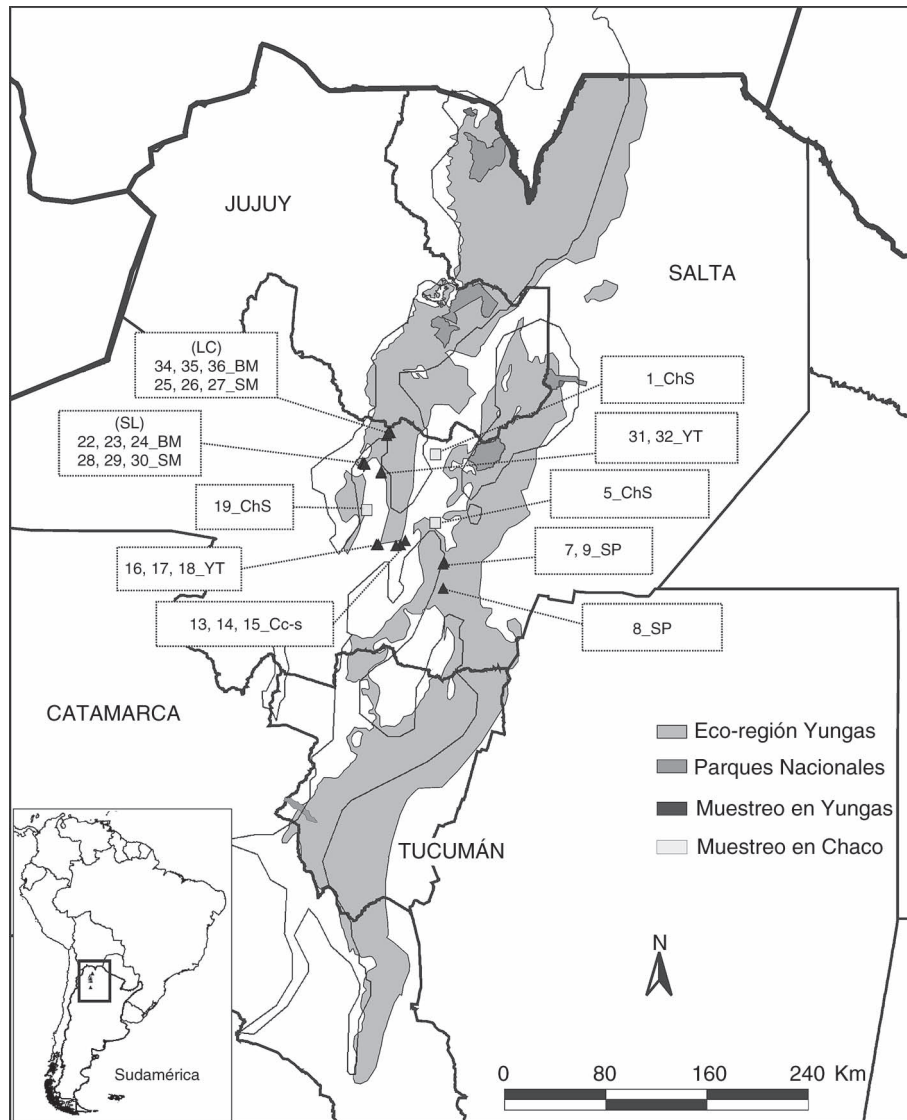 JUJUY
SALTA
(LC)
34, 35, 36_BM
25, 26, 27_SM
1_ChS
(SL)
22, 23, 24_BM
28, 29, 30_SM
31, 32_YT
19_ChS
5_ChS
16, 17, 18_YT
7, 9_SP
13, 14, 15_Cc-s
8_SP
CATAMARCA
Eco-región Yungas
Parques Nacionales
Muestreo en Yungas
Muestreo en Chaco
TUCUMÁN
N
Sudamérica
0 80 160 240 Km